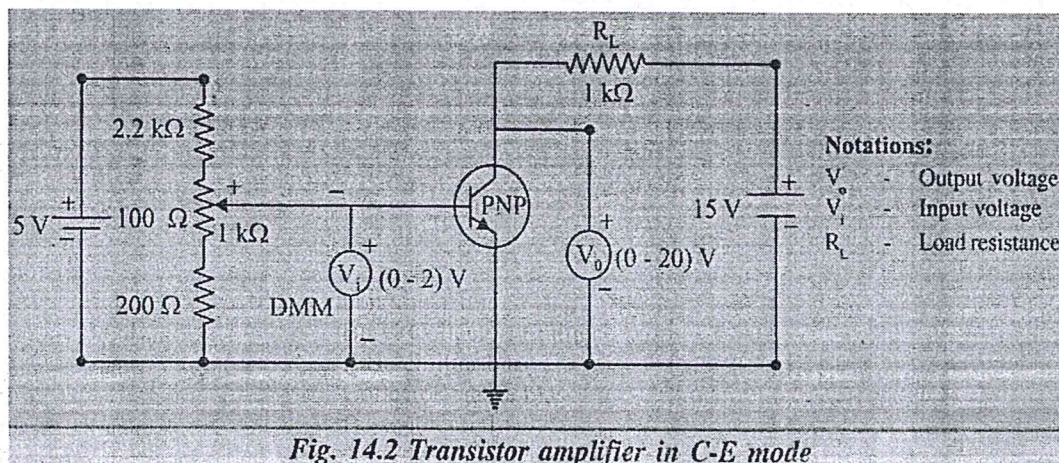 R_L
1 kΩ
2.2 kΩ
5 V
+
−
100 Ω
+
1 kΩ
200 Ω
−
+
V_i
(0 - 2) V
DMM
−
PNP
+
V_0
(0 - 20) V
−
15 V
+
−
Notations:
V_o - Output voltage
V_i - Input voltage
R_L - Load resistance
Fig. 14.2 Transistor amplifier in C-E mode